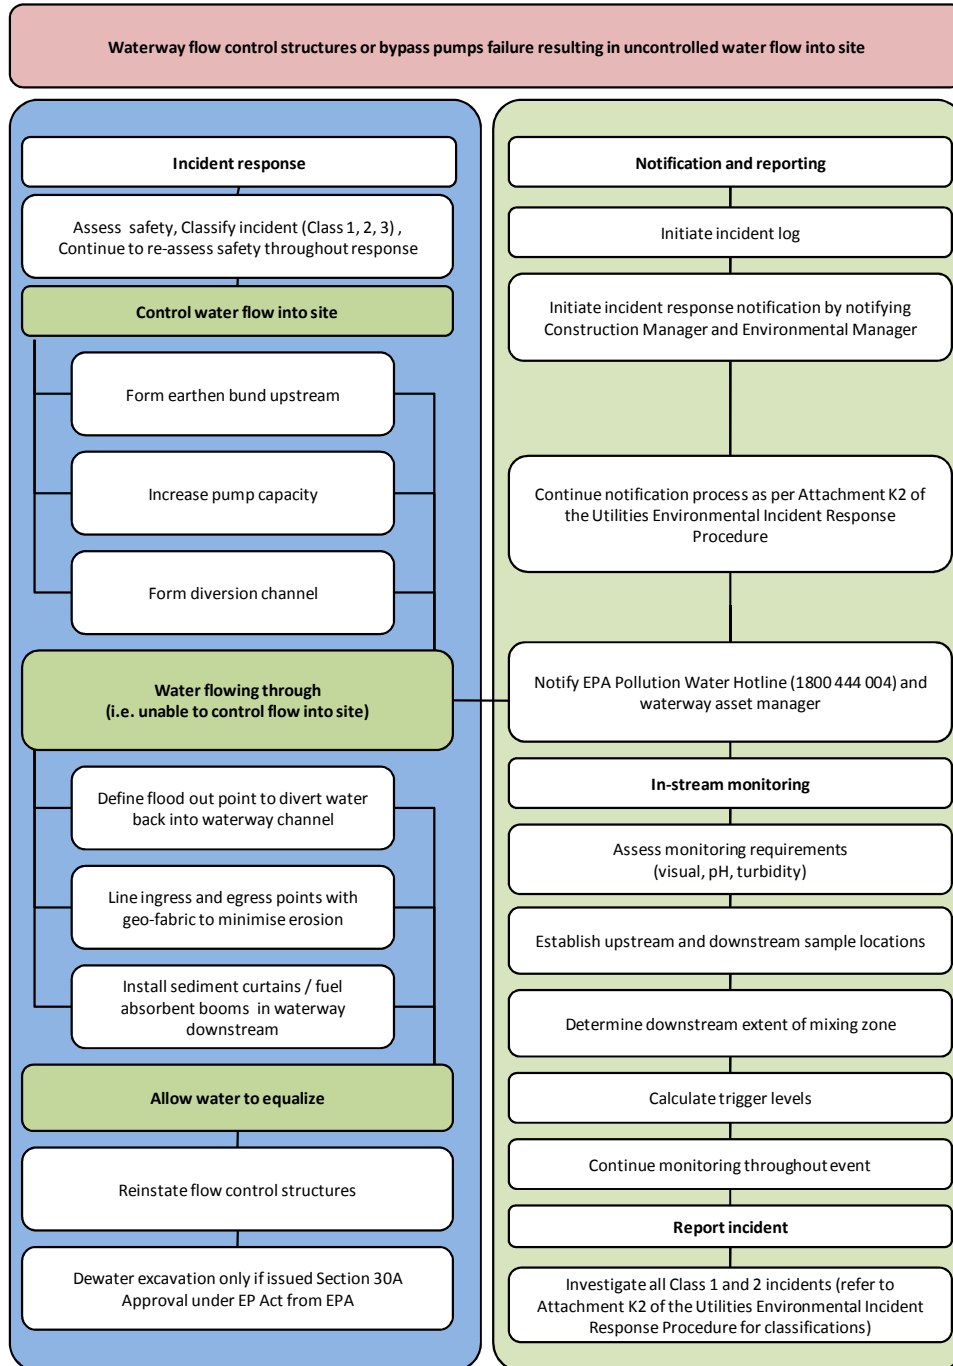 Waterway flow control structures or bypass pumps failure resulting in uncontrolled water flow into site
Incident response
Assess safety, Classify incident (Class 1, 2, 3) ,
Continue to re-assess safety throughout response
Control water flow into site
Form earthen bund upstream
Increase pump capacity
Form diversion channel
Water flowing through
(i.e. unable to control flow into site)
Define flood out point to divert water
back into waterway channel
Line ingress and egress points with
geo-fabric to minimise erosion
Install sediment curtains / fuel
absorbent booms in waterway
downstream
Allow water to equalize
Reinstate flow control structures
Dewater excavation only if issued Section 30A
Approval under EP Act from EPA
Notification and reporting
Initiate incident log
Initiate incident response notification by notifying
Construction Manager and Environmental Manager
Continue notification process as per Attachment K2 of
the Utilities Environmental Incident Response
Procedure
Notify EPA Pollution Water Hotline (1800 444 004) and
waterway asset manager
In-stream monitoring
Assess monitoring requirements
(visual, pH, turbidity)
Establish upstream and downstream sample locations
Determine downstream extent of mixing zone
Calculate trigger levels
Continue monitoring throughout event
Report incident
Investigate all Class 1 and 2 incidents (refer to
Attachment K2 of the Utilities Environmental Incident
Response Procedure for classifications)